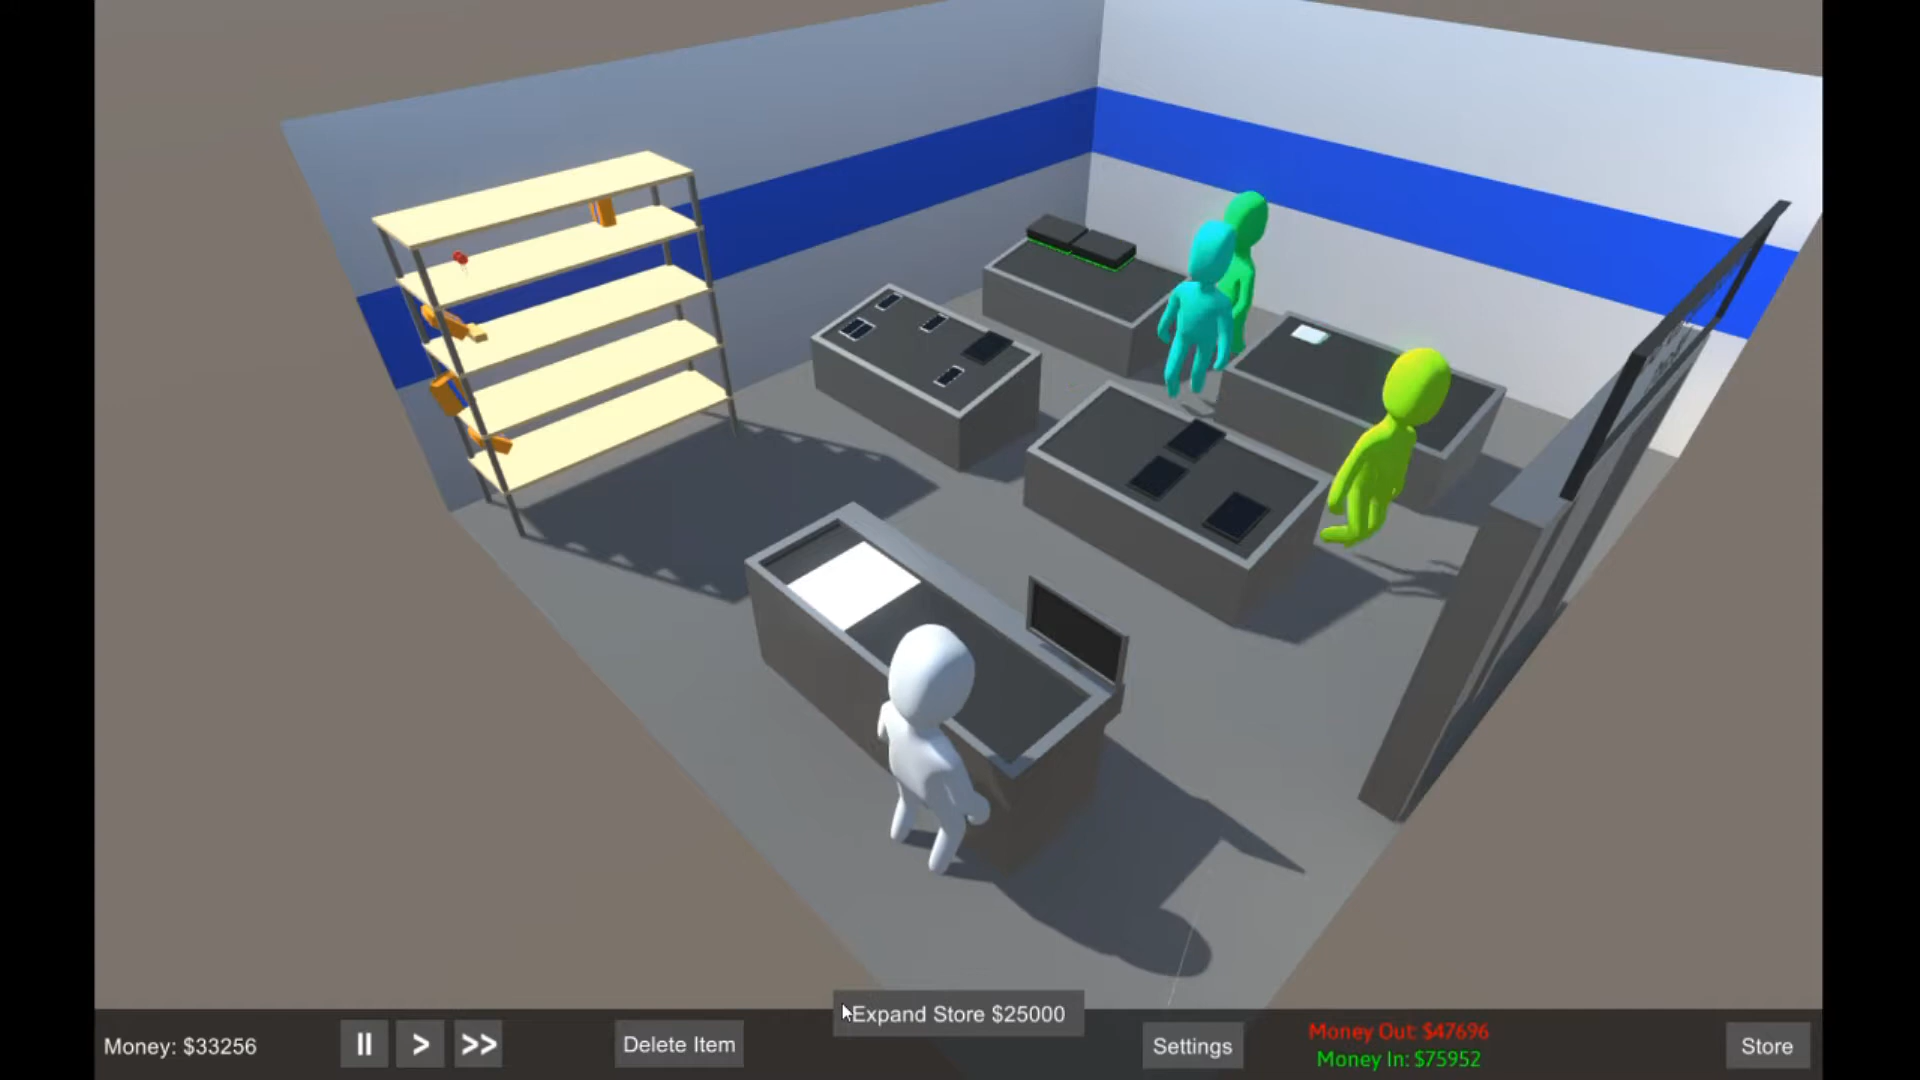 Expand Store $25000
Money: $33256
||
>
>>
Delete Item
Settings
Money Out: $47696
Money In: $75952
Store